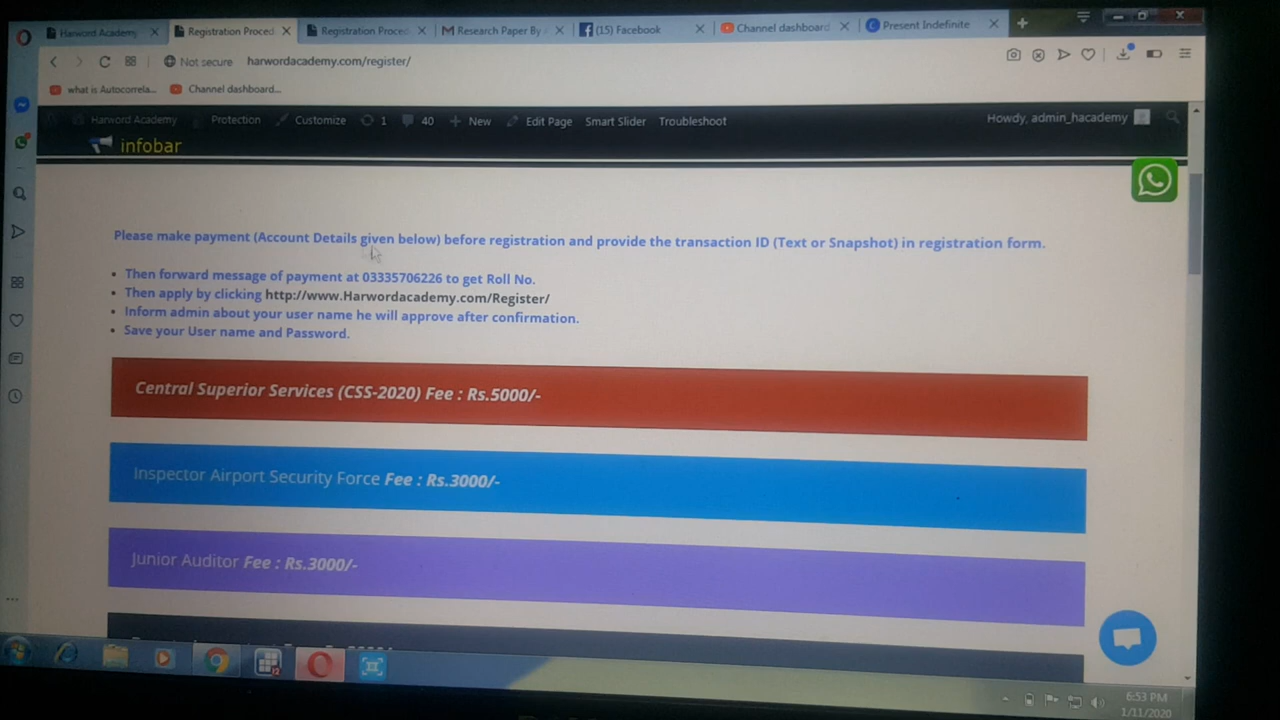 Harword Academy
Registration Proced
Registration Proced
Research Paper By
(15) Facebook
Channel dashboard
Present Indefinite
Not secure harwordacademy.com/register/
what is Autocorrela...
Channel dashboard...
Harword Academy Protection Customize 1 40 New Edit Page Smart Slider Troubleshoot Howdy, admin_hacademy
infobar
Please make payment (Account Details given below) before registration and provide the transaction ID (Text or Snapshot) in registration form.
Then forward message of payment at 03335706226 to get Roll No.
Then apply by clicking http://www.Harwordacademy.com/Register/
Inform admin about your user name he will approve after confirmation.
Save your User name and Password.
Central Superior Services (CSS-2020) Fee : Rs.5000/-
Inspector Airport Security Force Fee : Rs.3000/-
Junior Auditor Fee : Rs.3000/-
6:53 PM
1/11/2020